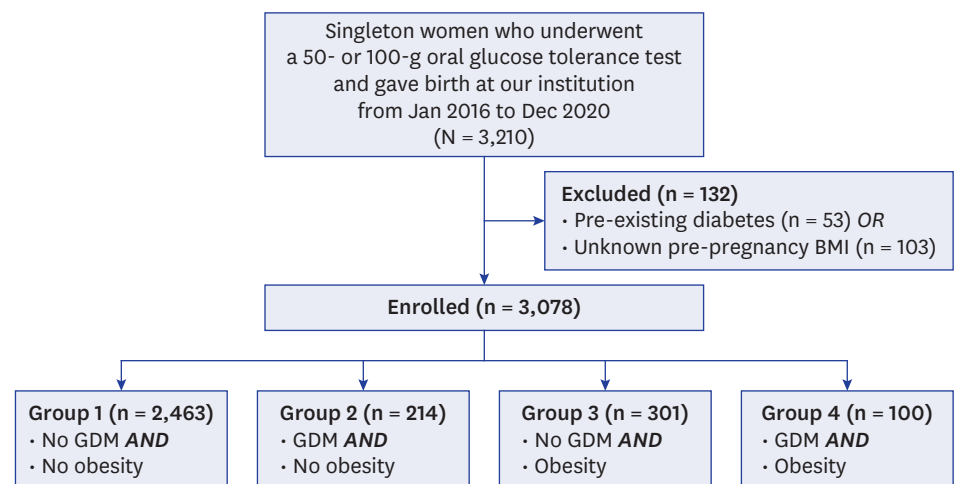 Singleton women who underwent
a 50- or 100-g oral glucose tolerance test
and gave birth at our institution
from Jan 2016 to Dec 2020
(N = 3,210)
Excluded (n = 132)
· Pre-existing diabetes (n = 53) OR
· Unknown pre-pregnancy BMI (n = 103)
Enrolled (n = 3,078)
Group 1 (n = 2,463)
· No GDM AND
· No obesity
Group 2 (n = 214)
· GDM AND
· No obesity
Group 3 (n = 301)
· No GDM AND
· Obesity
Group 4 (n = 100)
· GDM AND
· Obesity